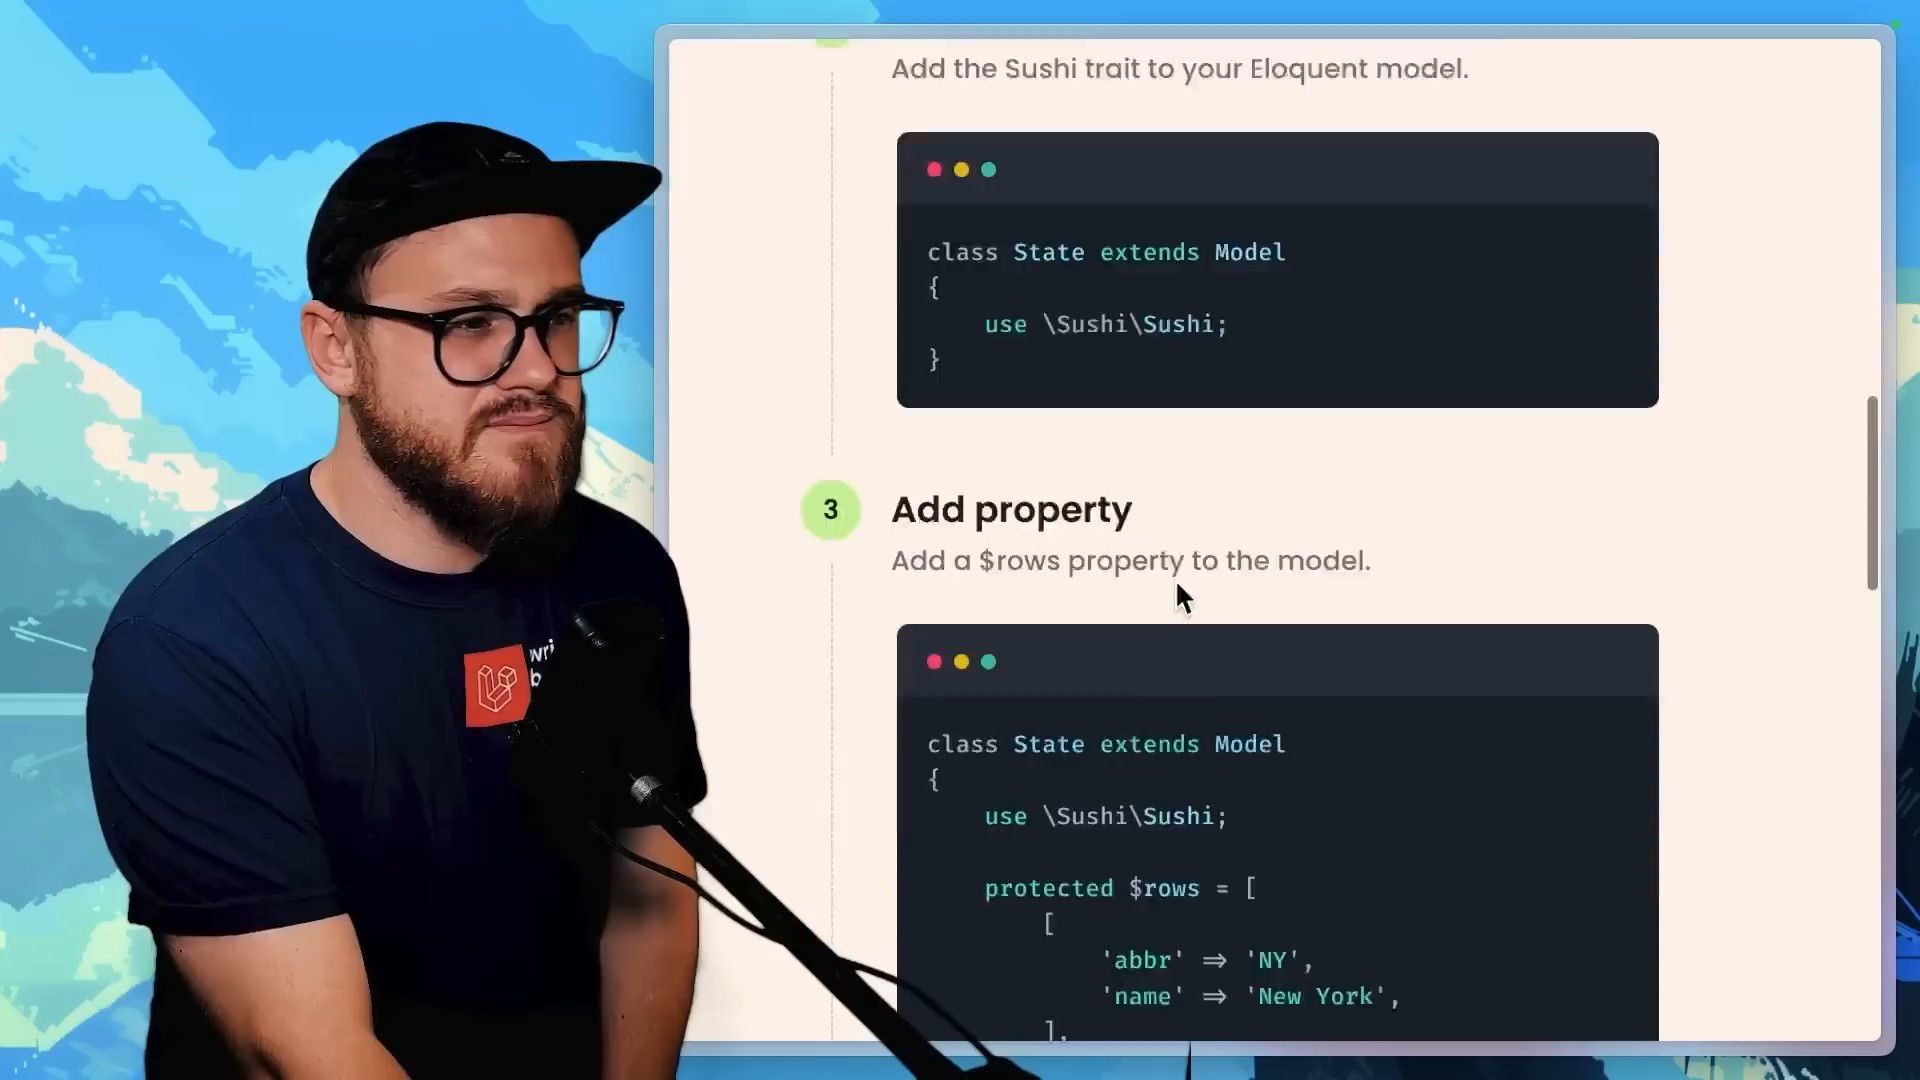 Add the Sushi trait to your Eloquent model.
class State extends Model
{
use \Sushi\Sushi;
}
3
Add property
Add a $rows property to the model.
class State extends Model
{
use \Sushi\Sushi;
protected $rows = [
[
'abbr' => 'NY',
'name' => 'New York',
],